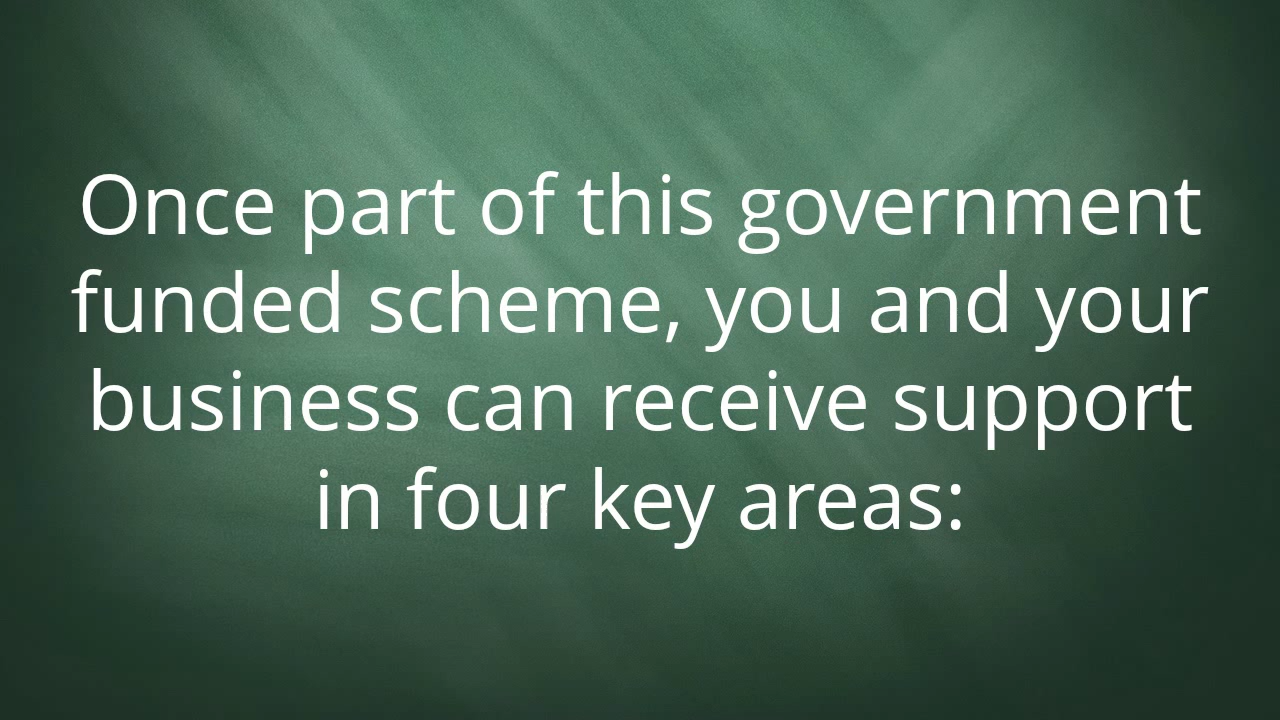 Once part of this government
funded scheme, you and your
business can receive support
in four key areas: